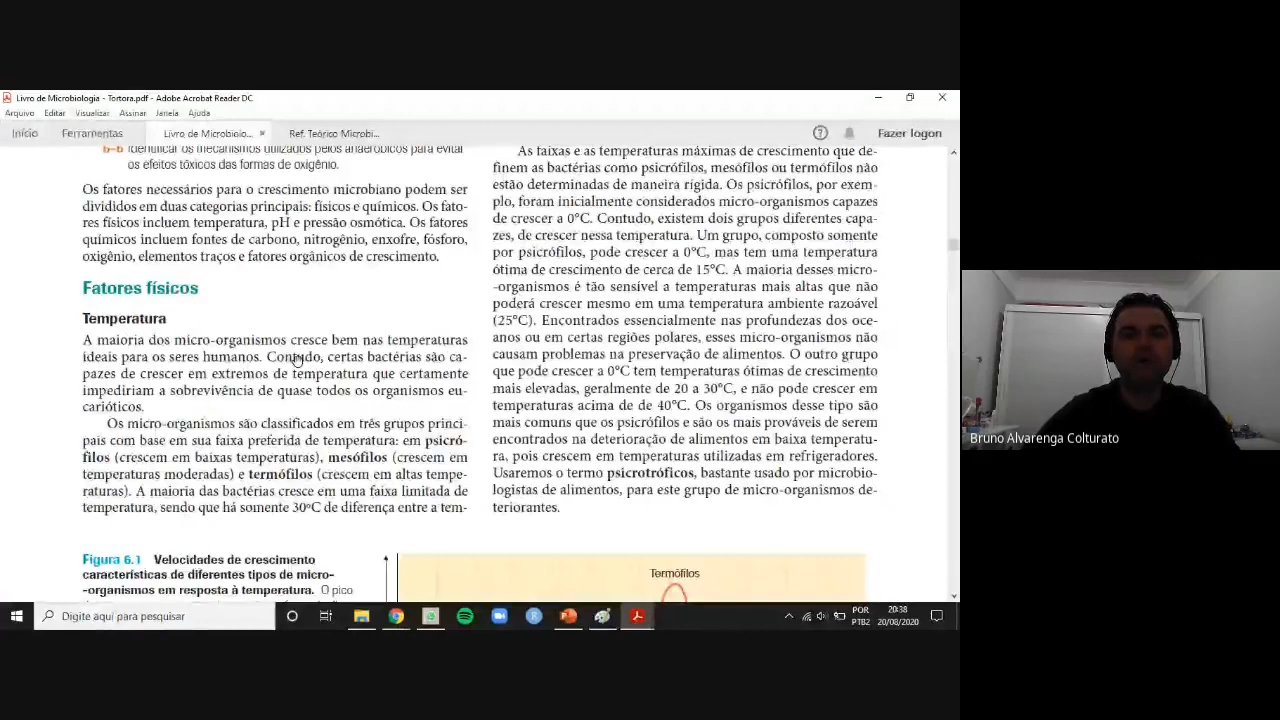 Livro de Microbiologia - Tortora.pdf - Adobe Acrobat Reader DC
Arquivo Editar Visualizar Assinar Janela Ajuda
Início Ferramentas Livro de Microbiolo... Ref. Teórico Microbi... Fazer logon
6-6 Identificar os mecanismos utilizados pelos anaeróbicos para evitar
os efeitos tóxicos das formas de oxigênio.
Os fatores necessários para o crescimento microbiano podem ser
divididos em duas categorias principais: físicos e químicos. Os fato-
res físicos incluem temperatura, pH e pressão osmótica. Os fatores
químicos incluem fontes de carbono, nitrogênio, enxofre, fósforo,
oxigênio, elementos traços e fatores orgânicos de crescimento.
Fatores físicos
Temperatura
A maioria dos micro-organismos cresce bem nas temperaturas
ideais para os seres humanos. Contudo, certas bactérias são ca-
pazes de crescer em extremos de temperatura que certamente
impediriam a sobrevivência de quase todos os organismos eu-
carióticos.
Os micro-organismos são classificados em três grupos princi-
pais com base em sua faixa preferida de temperatura: em psicró-
filos (crescem em baixas temperaturas), mesófilos (crescem em
temperaturas moderadas) e termófilos (crescem em altas tempe-
raturas). A maioria das bactérias cresce em uma faixa limitada de
temperatura, sendo que há somente 30°C de diferença entre a tem-
Figura 6.1 Velocidades de crescimento
características de diferentes tipos de micro-
-organismos em resposta à temperatura. O pico
As faixas e as temperaturas máximas de crescimento que de-
finem as bactérias como psicrófilos, mesófilos ou termófilos não
estão determinadas de maneira rígida. Os psicrófilos, por exem-
plo, foram inicialmente considerados micro-organismos capazes
de crescer a 0°C. Contudo, existem dois grupos diferentes capa-
zes, de crescer nessa temperatura. Um grupo, composto somente
por psicrófilos, pode crescer a 0°C, mas tem uma temperatura
ótima de crescimento de cerca de 15°C. A maioria desses micro-
-organismos é tão sensível a temperaturas mais altas que não
poderá crescer mesmo em uma temperatura ambiente razoável
(25°C). Encontrados essencialmente nas profundezas dos oce-
anos ou em certas regiões polares, esses micro-organismos não
causam problemas na preservação de alimentos. O outro grupo
que pode crescer a 0°C tem temperaturas ótimas de crescimento
mais elevadas, geralmente de 20 a 30°C, e não pode crescer em
temperaturas acima de de 40°C. Os organismos desse tipo são
mais comuns que os psicrófilos e são os mais prováveis de serem
encontrados na deterioração de alimentos em baixa temperatu-
ra, pois crescem em temperaturas utilizadas em refrigeradores.
Usaremos o termo psicrotróficos, bastante usado por microbio-
logistas de alimentos, para este grupo de micro-organismos de-
teriorantes.
Termófilos
Digite aqui para pesquisar
POR
PTB2
20:38
20/08/2020
Bruno Alvarenga Colturato